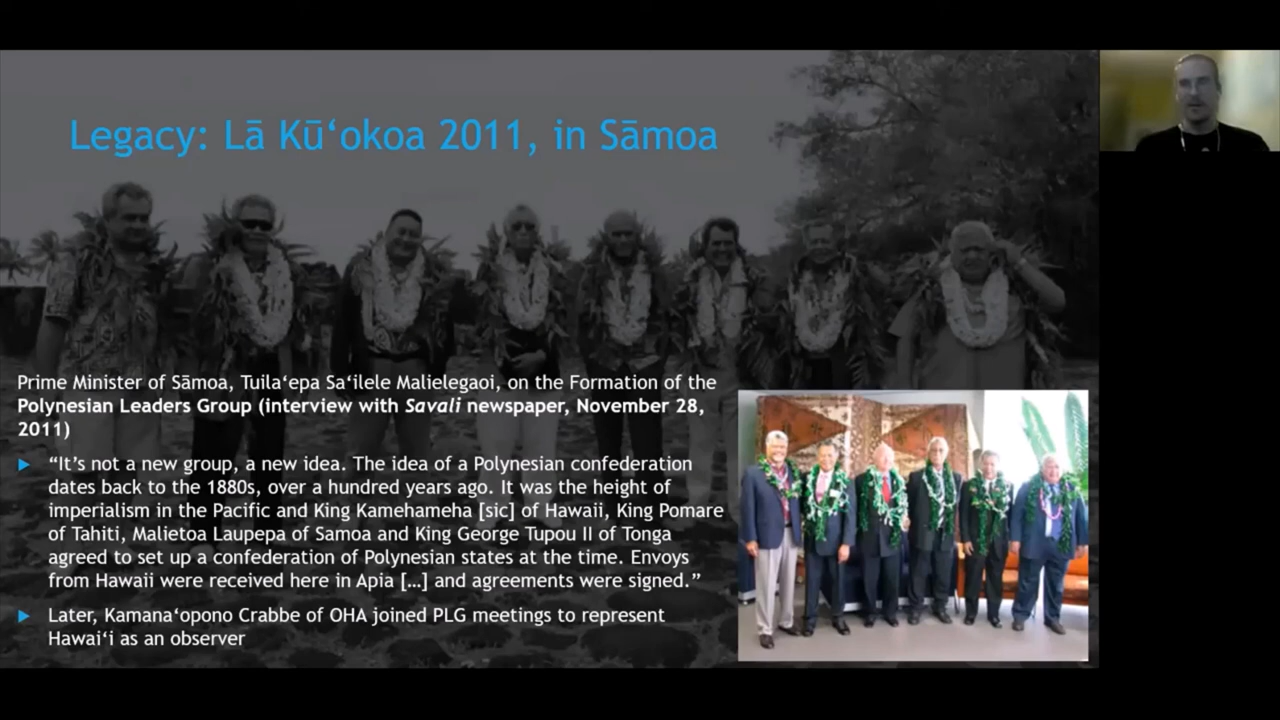 Legacy: Lā Kūʻokoa 2011, in Sāmoa
Prime Minister of Sāmoa, Tuilaʻepa Saʻilele Malielegaoi, on the Formation of the
Polynesian Leaders Group (interview with Savali newspaper, November 28,
2011)
“It’s not a new group, a new idea. The idea of a Polynesian confederation
dates back to the 1880s, over a hundred years ago. It was the height of
imperialism in the Pacific and King Kamehameha [sic] of Hawaii, King Pomare
of Tahiti, Malietoa Laupepa of Samoa and King George Tupou II of Tonga
agreed to set up a confederation of Polynesian states at the time. Envoys
from Hawaii were received here in Apia […] and agreements were signed.”
Later, Kamanaʻopono Crabbe of OHA joined PLG meetings to represent
Hawaiʻi as an observer